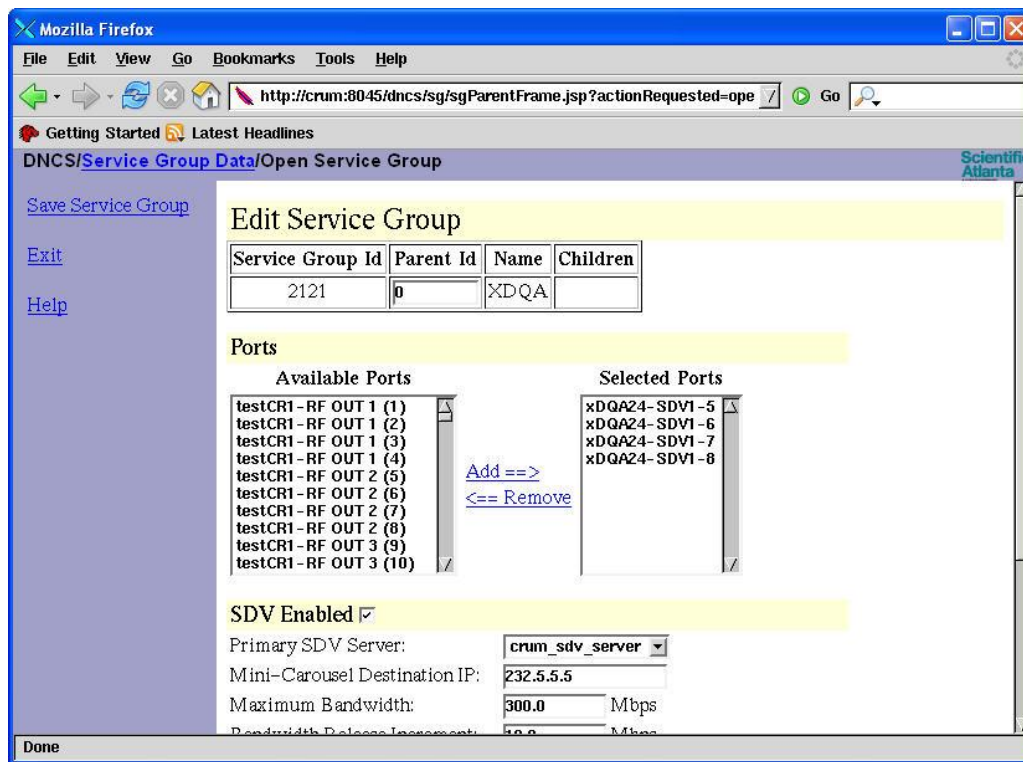 Mozilla Firefox
File Edit View Go Bookmarks Tools Help
http://crum:8045/dncs/sg/sgParentFrame.jsp?actionRequested=ope Go
Getting Started Latest Headlines
DNCS/Service Group Data/Open Service Group
Scientific
Atlanta
Save Service Group
Exit
Help
Edit Service Group
Service Group Id Parent Id Name Children
2121 0 XDQA
Ports
Available Ports Selected Ports
testCR1-RF OUT 1 (1)
testCR1-RF OUT 1 (2)
testCR1-RF OUT 1 (3)
testCR1-RF OUT 1 (4)
testCR1-RF OUT 2 (5)
testCR1-RF OUT 2 (6)
testCR1-RF OUT 2 (7)
testCR1-RF OUT 2 (8)
testCR1-RF OUT 3 (9)
testCR1-RF OUT 3 (10)
Add ==>
<== Remove
xDQA24-SDV1-5
xDQA24-SDV1-6
xDQA24-SDV1-7
xDQA24-SDV1-8
SDV Enabled
Primary SDV Server: crum_sdv_server
Mini-Carousel Destination IP: 232.5.5.5
Maximum Bandwidth: 300.0 Mbps
Bandwidth Release Increment: 10.0 Mbps
Done